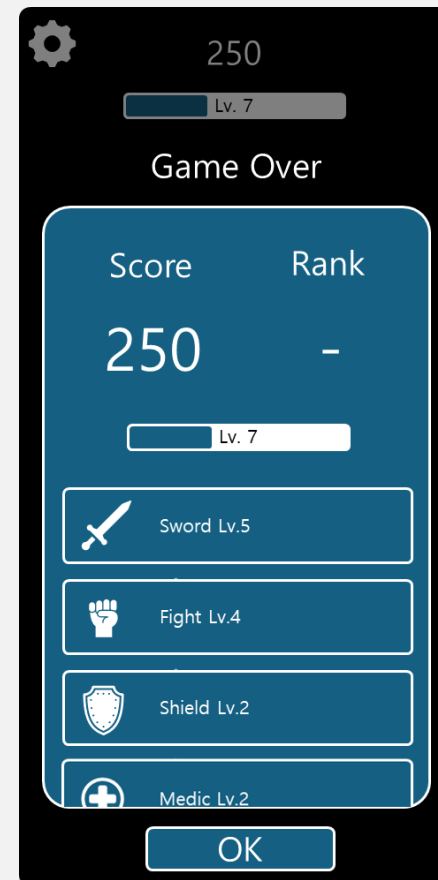 250
Lv. 7
Game Over
Score Rank
250 -
Lv. 7
Sword Lv.5
Fight Lv.4
Shield Lv.2
Medic Lv.2
OK